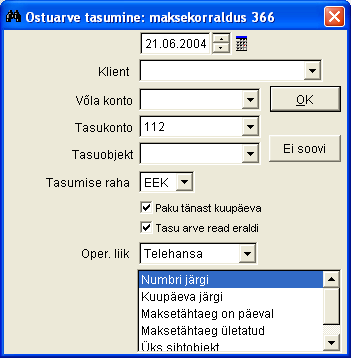 Ostuarve tasumine: maksekorraldus 366
21.06.2004
Klient
Võla konto
OK
Tasukonto 112
Tasuobjekt
Ei soovi
Tasumise raha EEK
Paku tänast kuupäeva
Tasu arve read eraldi
Oper. liik Telehansa
Numbri järgi
Kuupäeva järgi
Maksetähtaeg on päeval
Maksetähtaeg ületatud
Üks sihtobjekt